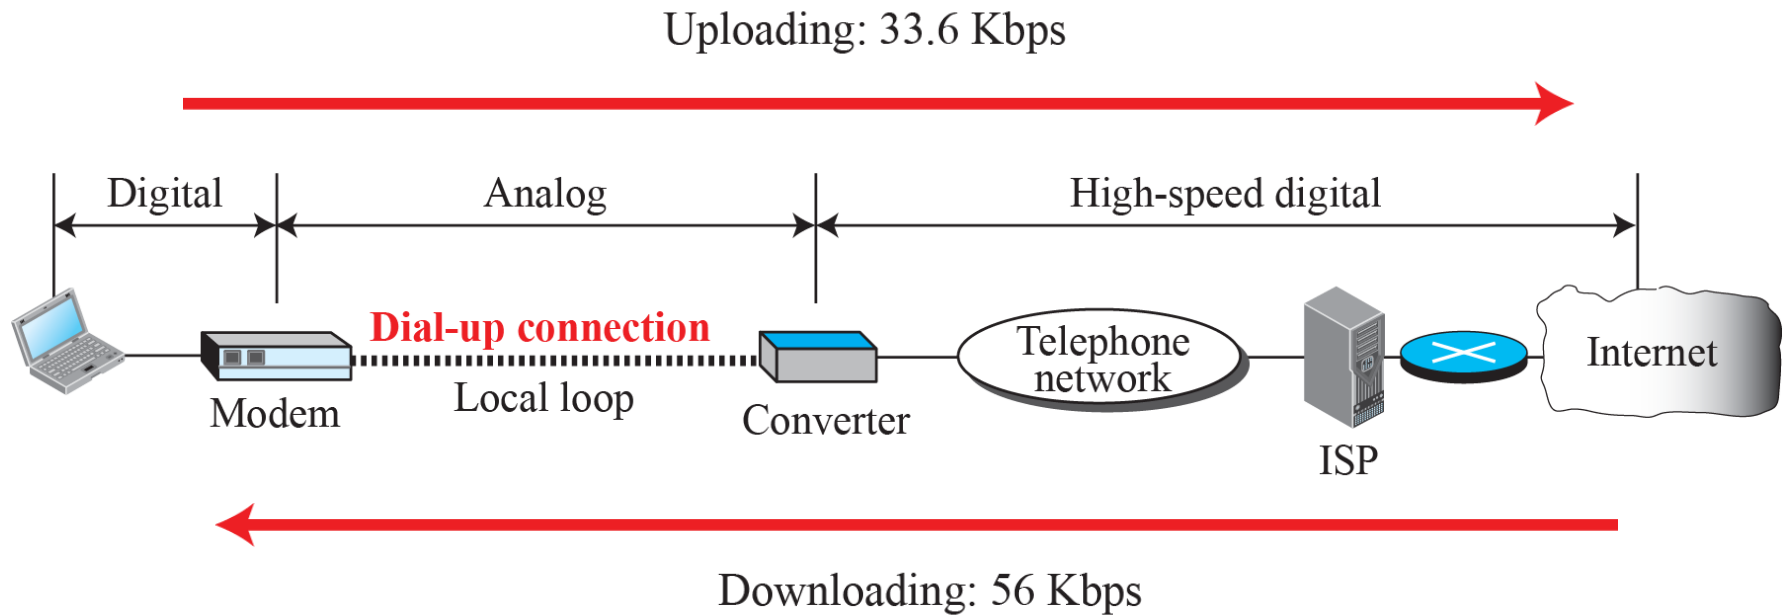 Uploading: 33.6 Kbps
Digital
Analog
High-speed digital
Dial-up connection
Local loop
Modem
Converter
Telephone
network
ISP
Internet
Downloading: 56 Kbps